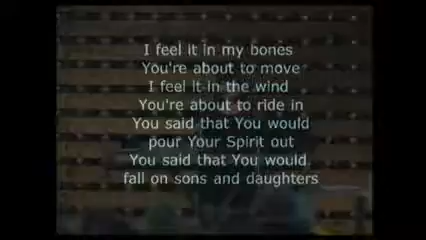 I feel it in my bones
You're about to move
I feel it in the wind
You're about to ride in
You said that You would
pour Your Spirit out
You said that You would
fall on sons and daughters